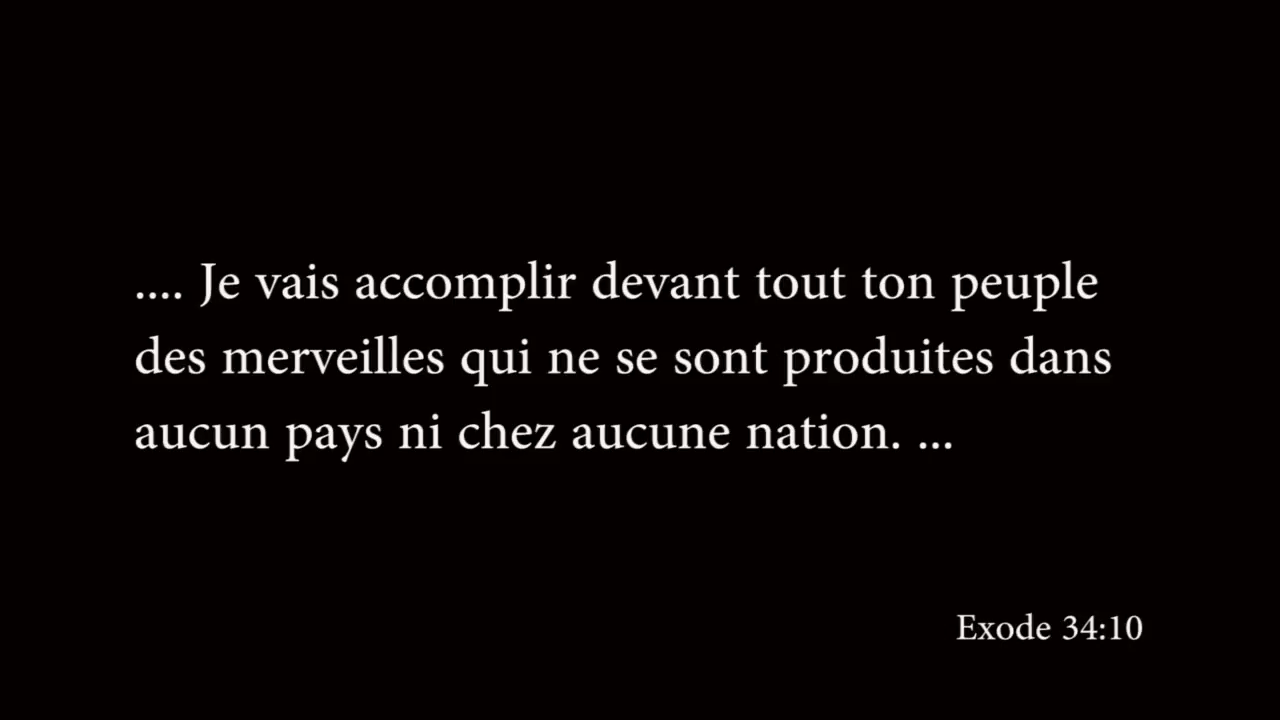 .... Je vais accomplir devant tout ton peuple
des merveilles qui ne se sont produites dans
aucun pays ni chez aucune nation. ...
Exode 34:10